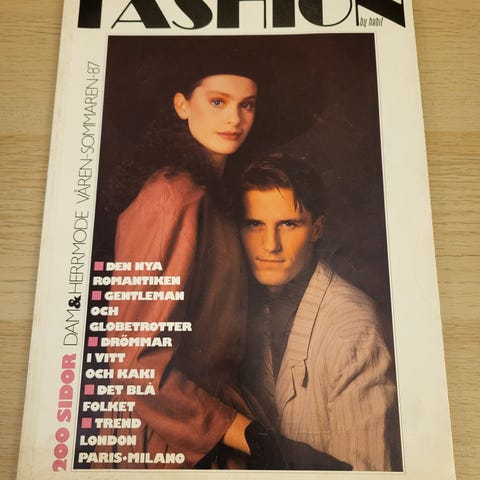 FASHION
by habit
200 SIDOR DAM&HERRMODE VÅREN-SOMMAREN-87
DEN NYA
ROMANTIKEN
GENTLEMAN
OCH
GLOBETROTTER
DRÖMMAR
I VITT
OCH KAKI
DET BLÅ
FOLKET
TREND
LONDON
PARIS•MILANO